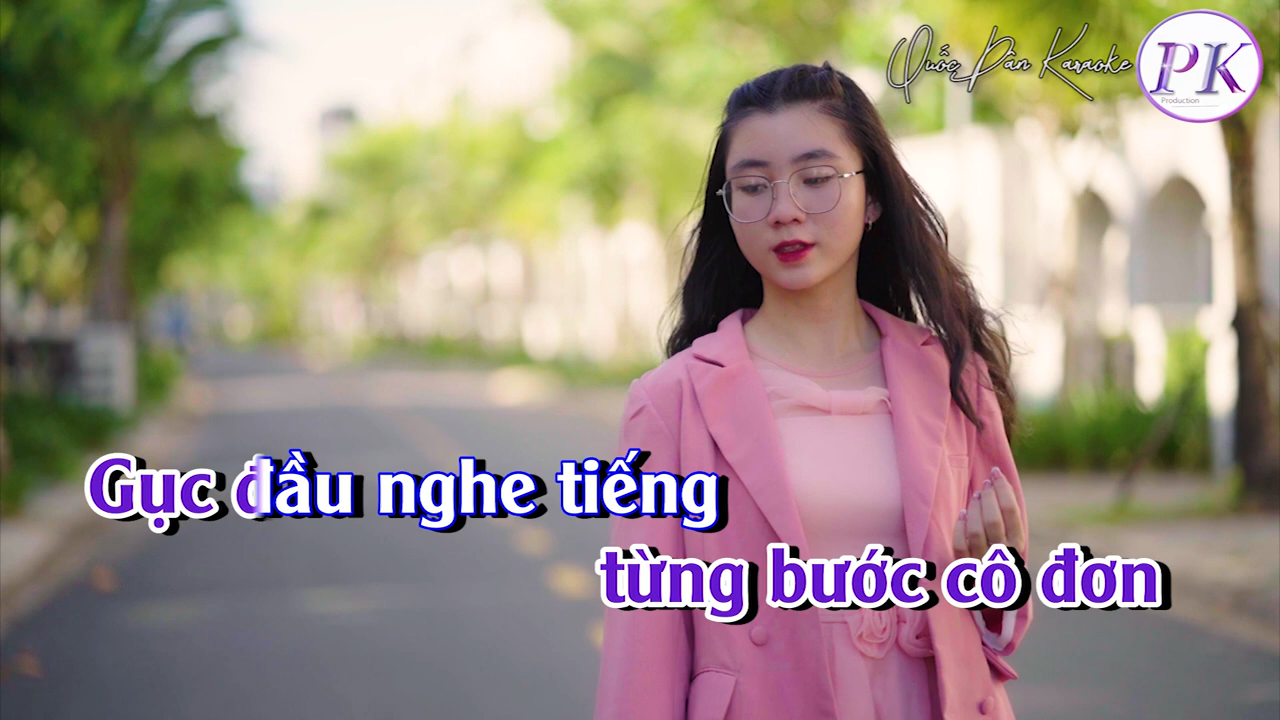 Quốc Dân Karaoke
PK
Production
Gục đầu nghe tiếng
từng bước cô đơn